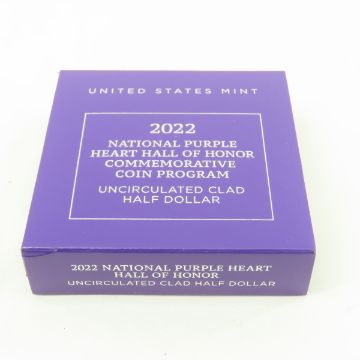 UNITED STATES MINT
2022
NATIONAL PURPLE
HEART HALL OF HONOR
COMMEMORATIVE
COIN PROGRAM
UNCIRCULATED CLAD
HALF DOLLAR
2022 NATIONAL PURPLE HEART
HALL OF HONOR
UNCIRCULATED CLAD HALF DOLLAR